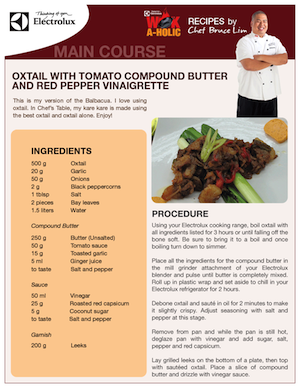 Thinking of you
Electrolux
Electrolux
WOK
A-HOLIC
RECIPES by
Chef Bruce Lim
MAIN COURSE
OXTAIL WITH TOMATO COMPOUND BUTTER
AND RED PEPPER VINAIGRETTE
This is my version of the Balbacua. I love using
oxtail. In Chef's Table, my kare kare is made using
the best oxtail and oxtail alone. Enjoy!
INGREDIENTS
500 g Oxtail
20 g Garlic
50 g Onions
2 g Black peppercorns
1 tblsp Salt
2 pieces Bay leaves
1.5 liters Water
Compound Butter
250 g Butter (Unsalted)
50 g Tomato sauce
15 g Toasted garlic
5 ml Ginger juice
to taste Salt and pepper
Sauce
50 ml Vinegar
25 g Roasted red capsicum
5 g Coconut sugar
to taste Salt and pepper
Garnish
200 g Leeks
PROCEDURE
Using your Electrolux cooking range, boil oxtail with
all ingredients listed for 3 hours or until falling off the
bone soft. Be sure to bring it to a boil and once
boiling turn down to simmer.
Place all the ingredients for the compound butter in
the mill grinder attachment of your Electrolux
blender and pulse until butter is completely mixed.
Roll up in plastic wrap and set aside to chill in your
Electrolux refrigerator for 2 hours.
Debone oxtail and sauté in oil for 2 minutes to make
it slightly crispy. Adjust seasoning with salt and
pepper at this stage.
Remove from pan and while the pan is still hot,
deglaze pan with vinegar and add sugar, salt,
pepper and red capsicum.
Lay grilled leeks on the bottom of a plate, then top
with sautéed oxtail. Place a slice of compound
butter and drizzle with vinegar sauce.